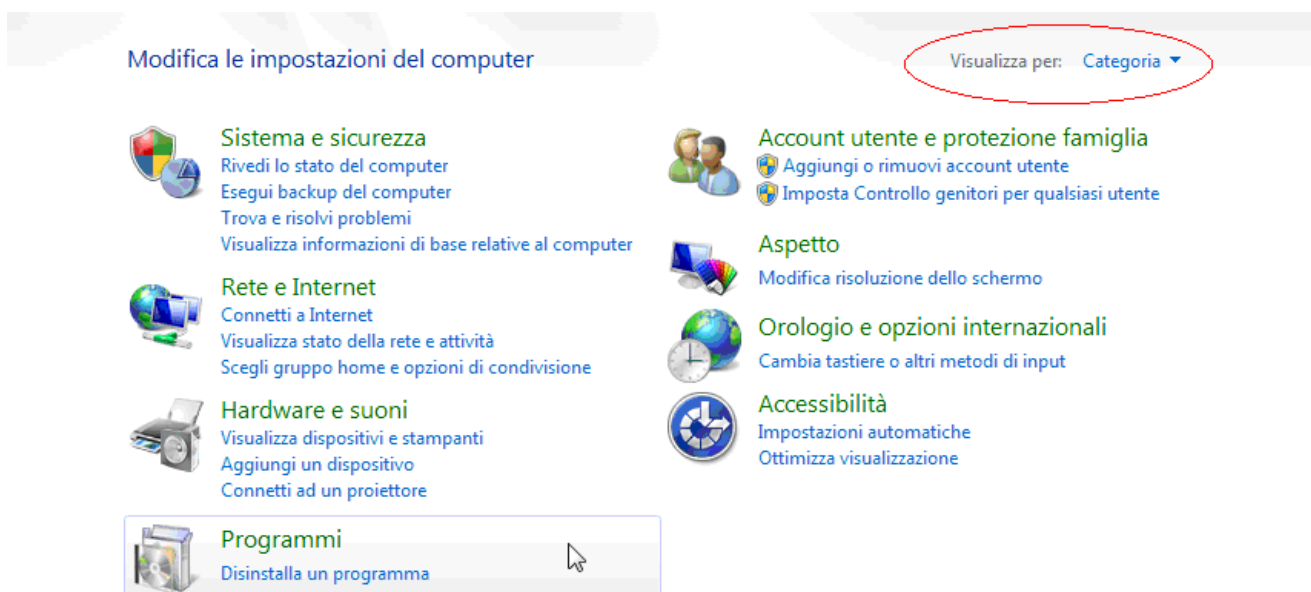 Modifica le impostazioni del computer
Visualizza per: Categoria
Sistema e sicurezza
Rivedi lo stato del computer
Esegui backup del computer
Trova e risolvi problemi
Visualizza informazioni di base relative al computer
Rete e Internet
Connetti a Internet
Visualizza stato della rete e attività
Scegli gruppo home e opzioni di condivisione
Hardware e suoni
Visualizza dispositivi e stampanti
Aggiungi un dispositivo
Connetti ad un proiettore
Programmi
Disinstalla un programma
Account utente e protezione famiglia
Aggiungi o rimuovi account utente
Imposta Controllo genitori per qualsiasi utente
Aspetto
Modifica risoluzione dello schermo
Orologio e opzioni internazionali
Cambia tastiere o altri metodi di input
Accessibilità
Impostazioni automatiche
Ottimizza visualizzazione